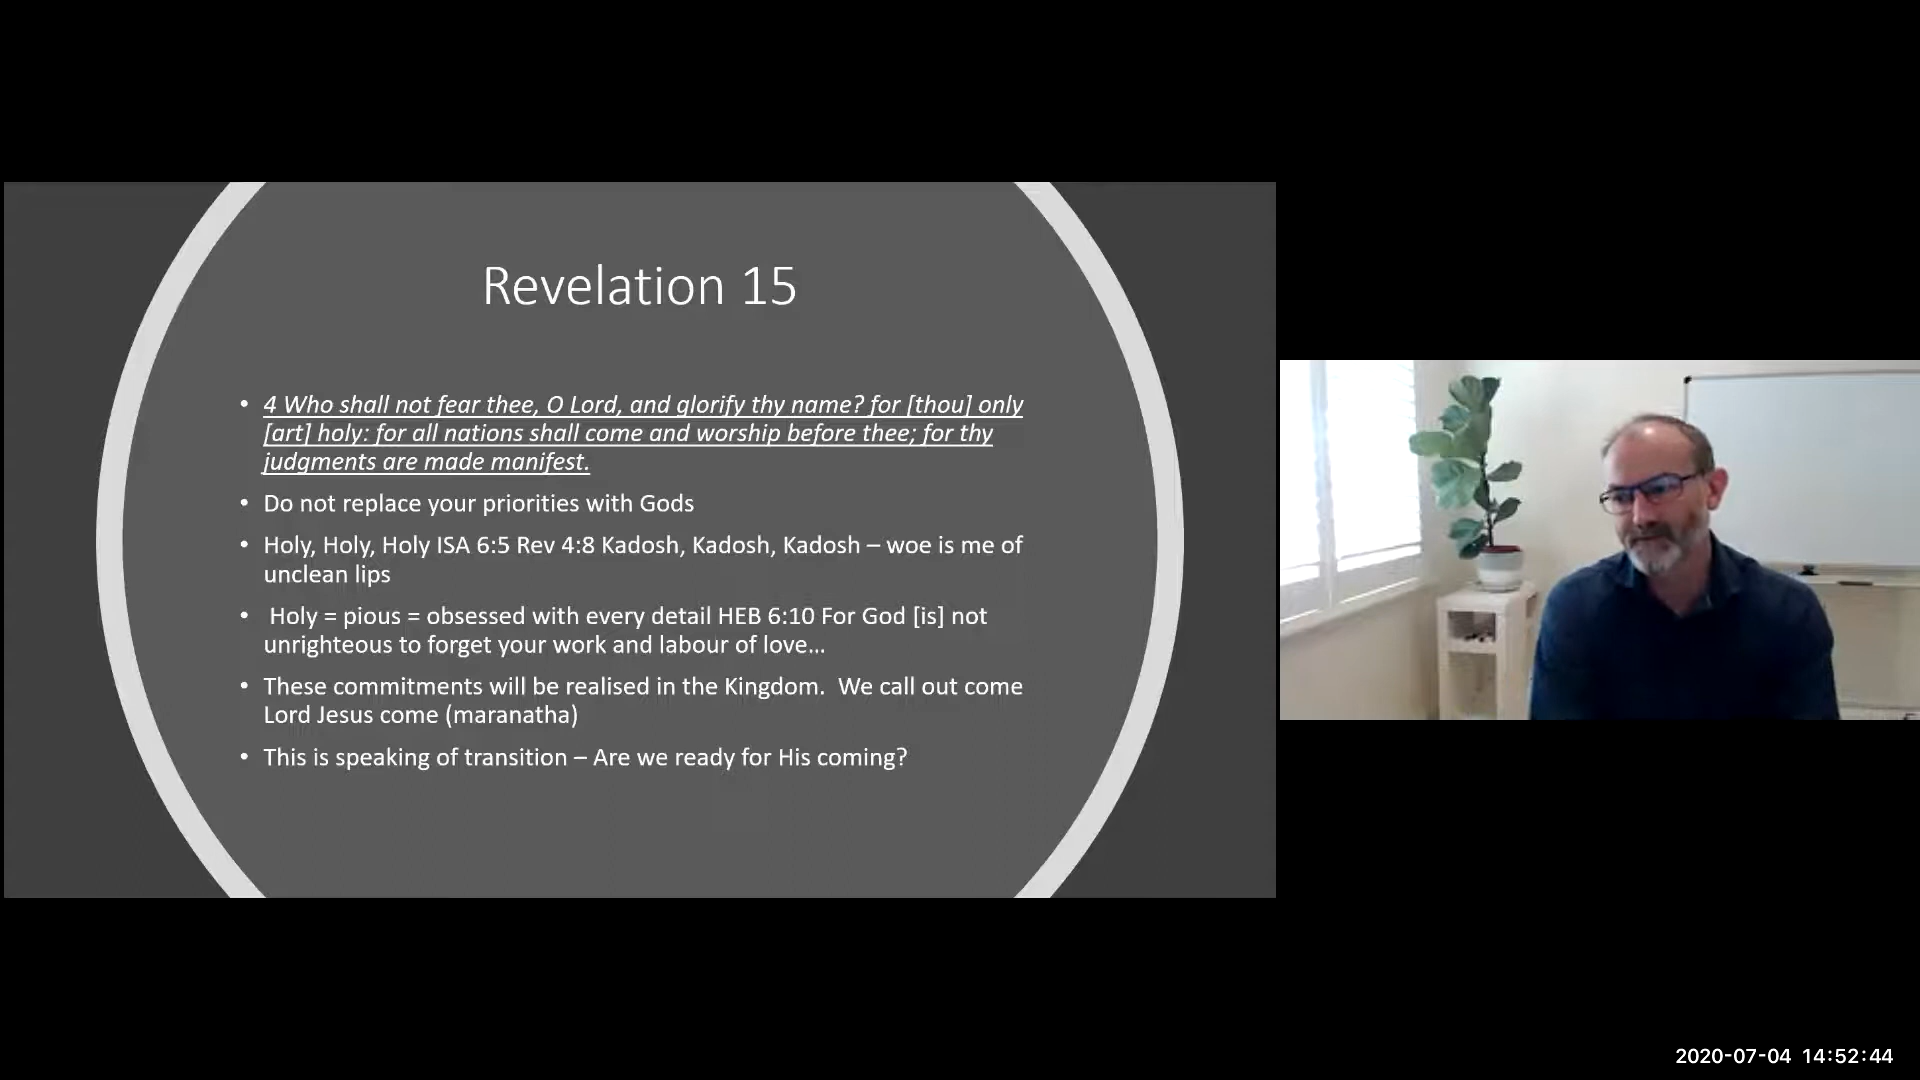 Revelation 15
• 4 Who shall not fear thee, O Lord, and glorify thy name? for [thou] only
[art] holy: for all nations shall come and worship before thee; for thy
judgments are made manifest.
• Do not replace your priorities with Gods
• Holy, Holy, Holy ISA 6:5 Rev 4:8 Kadosh, Kadosh, Kadosh – woe is me of
unclean lips
• Holy = pious = obsessed with every detail HEB 6:10 For God [is] not
unrighteous to forget your work and labour of love...
• These commitments will be realised in the Kingdom.  We call out come
Lord Jesus come (maranatha)
• This is speaking of transition – Are we ready for His coming?
2020-07-04 14:52:44